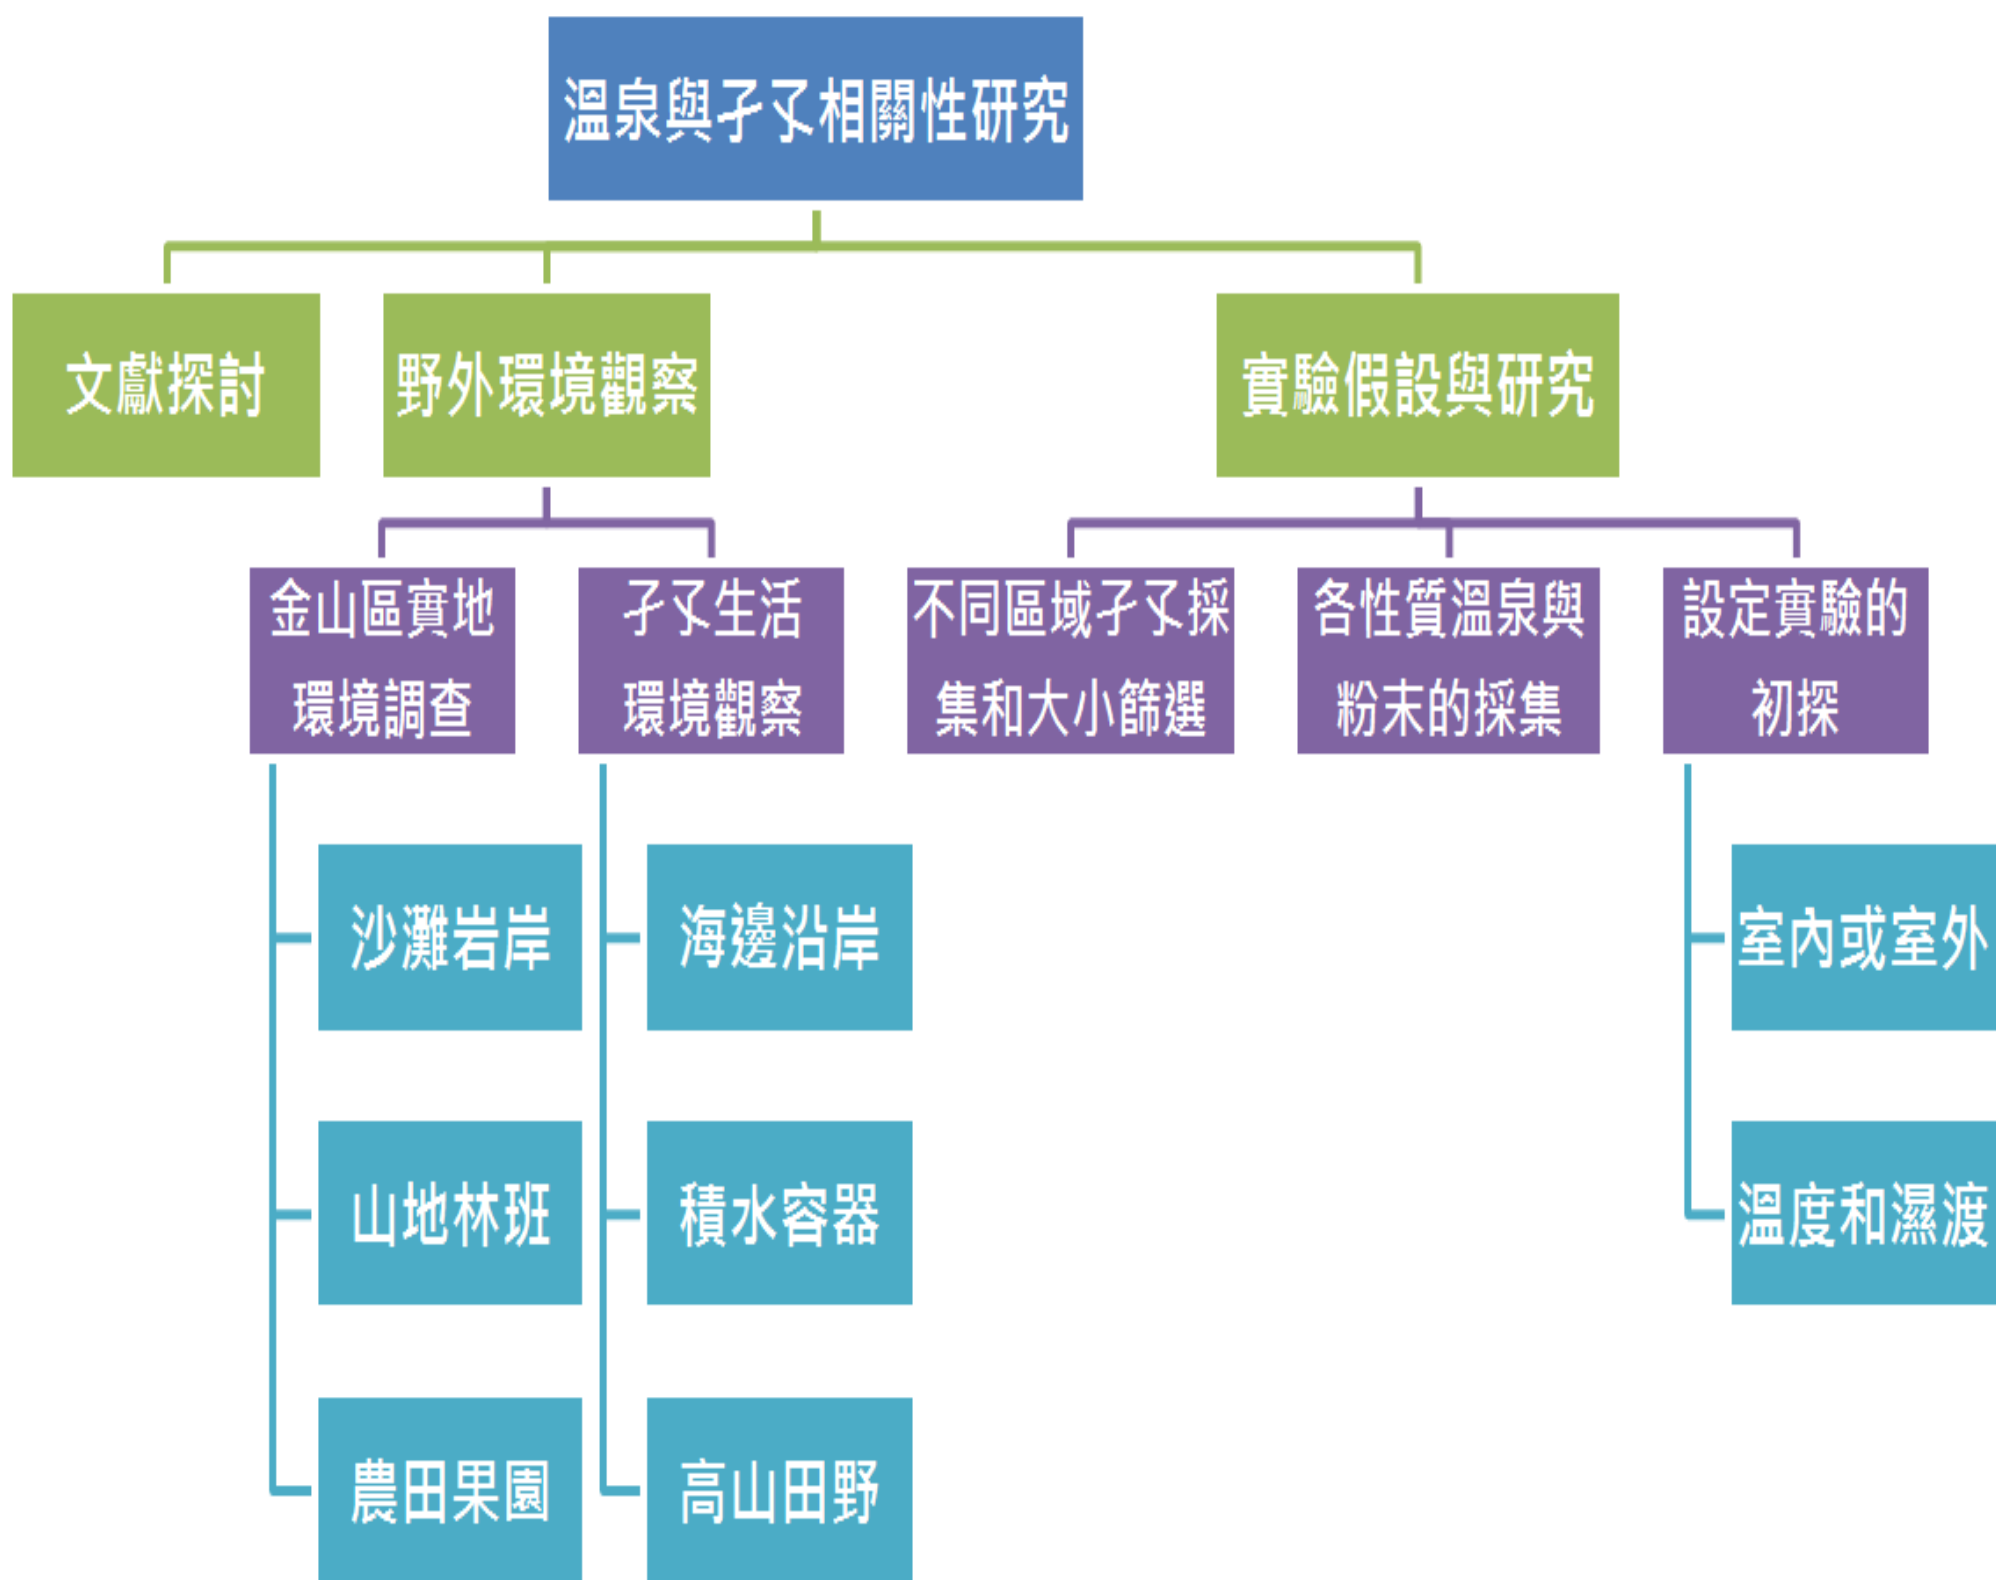 溫泉與孑孓相關性研究
文獻探討
野外環境觀察
實驗假設與研究
金山區實地
環境調查
孑孓生活
環境觀察
不同區域孑孓採
集和大小篩選
各性質溫泉與
粉末的採集
設定實驗的
初探
沙灘岩岸
海邊沿岸
室內或室外
山地林班
積水容器
溫度和濕渡
農田果園
高山田野